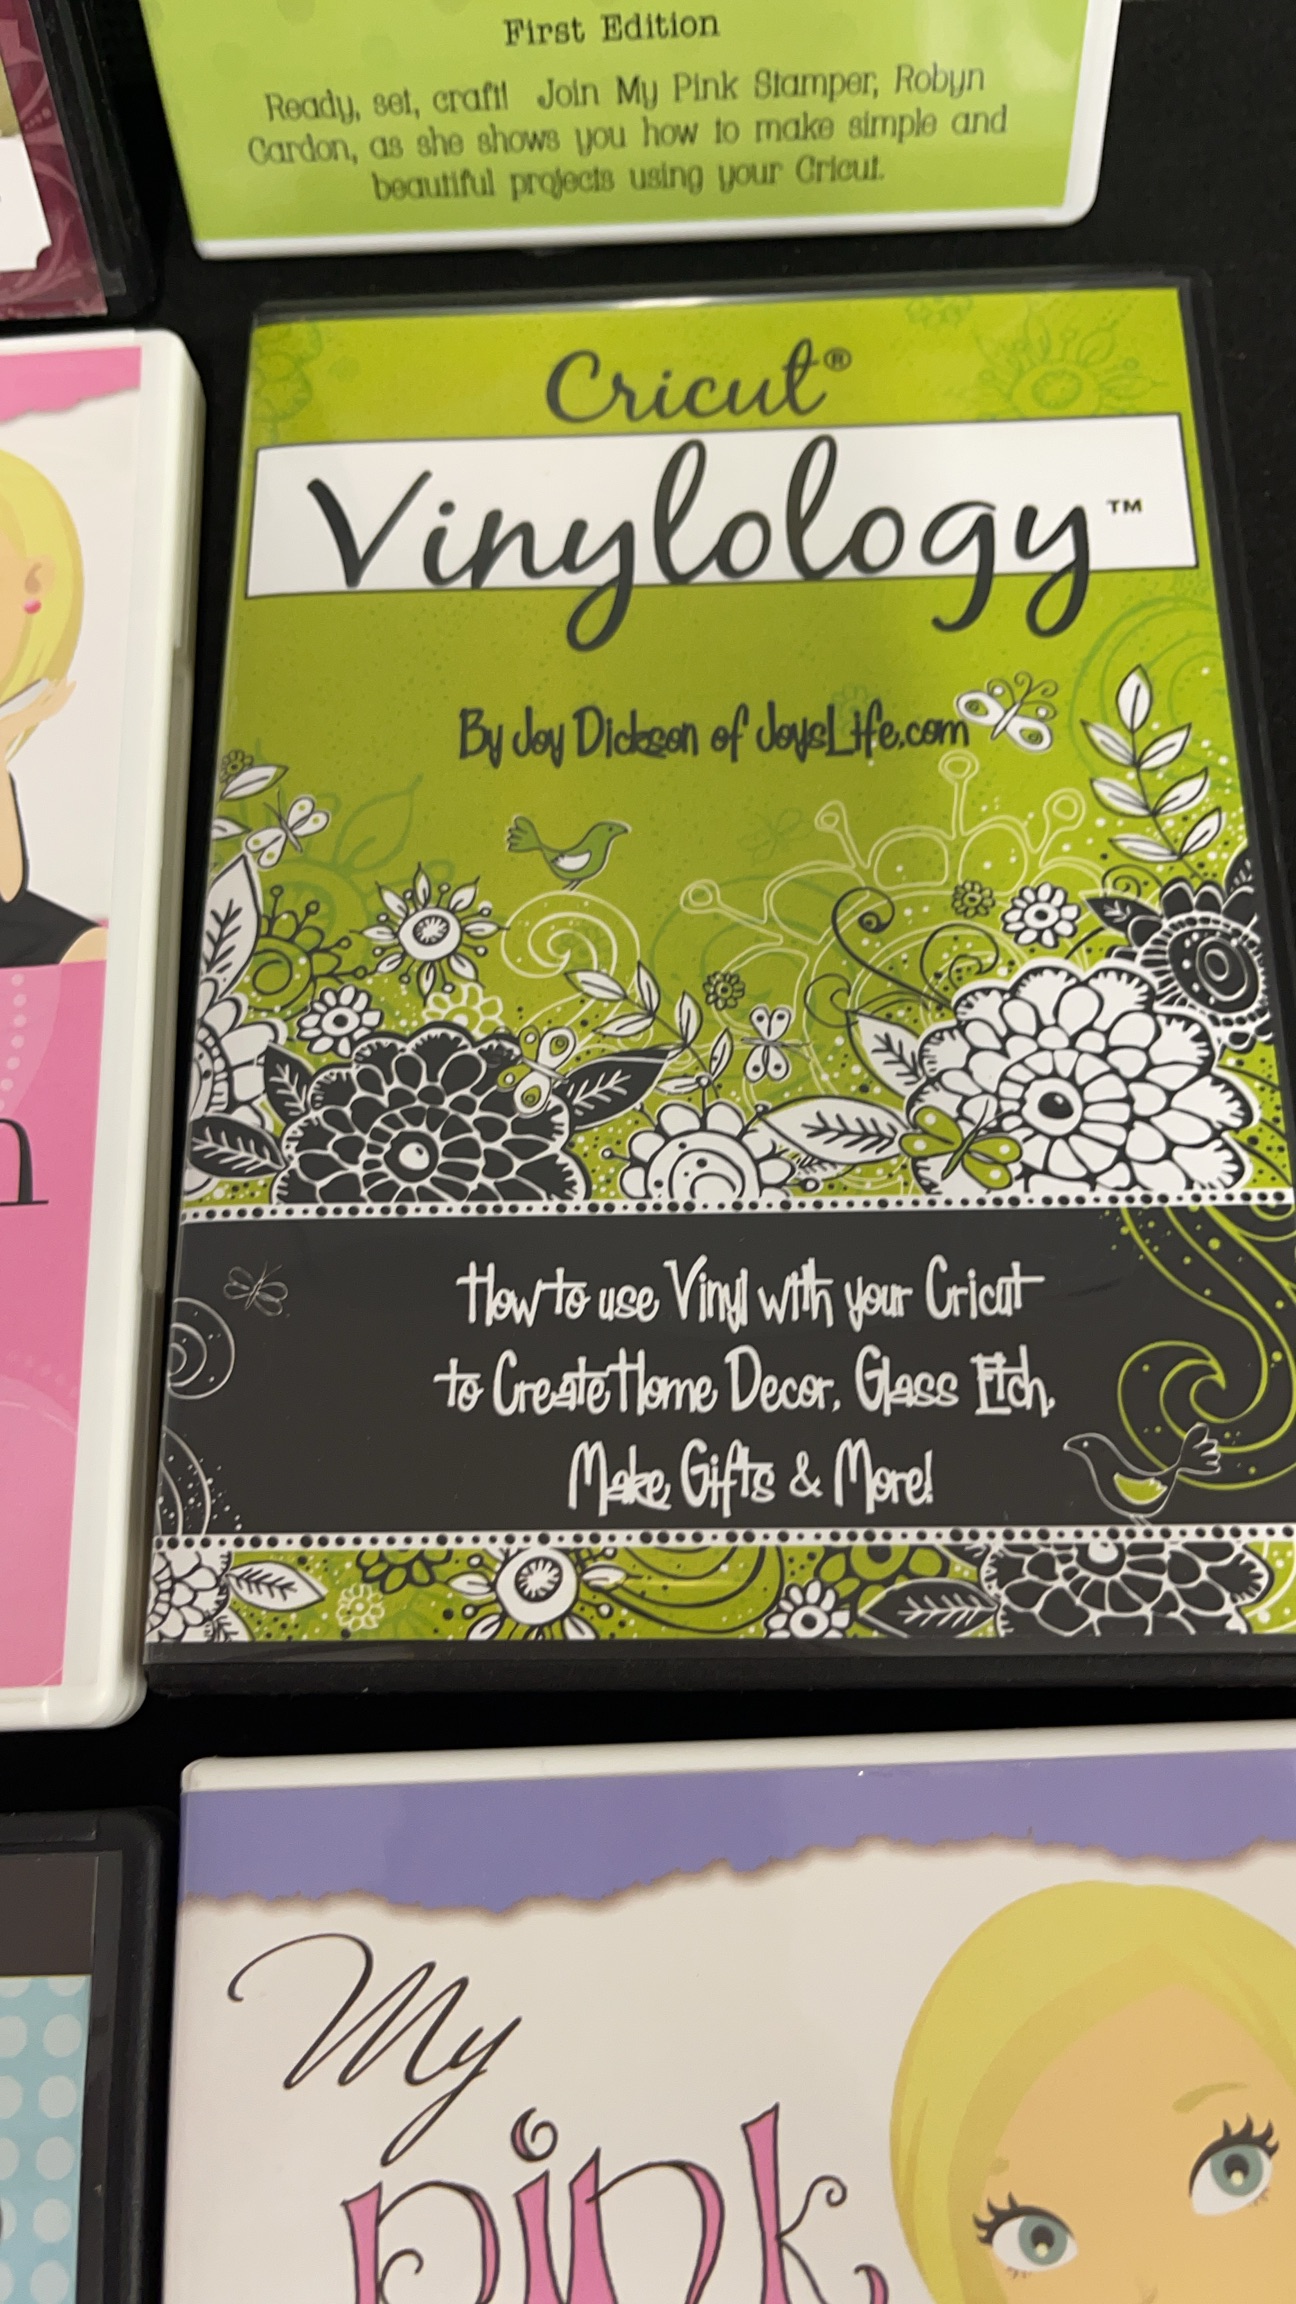 First Edition
Ready, set, craft! Join My Pink Stamper, Robyn
Cardon, as she shows you how to make simple and
beautiful projects using your Cricut.
Cricut®
Vinylology™
By Joy Dickson of JoysLife.com
How to use Vinyl with your Cricut
to Create Home Decor, Glass Etch,
Make Gifts & More!
My
pink